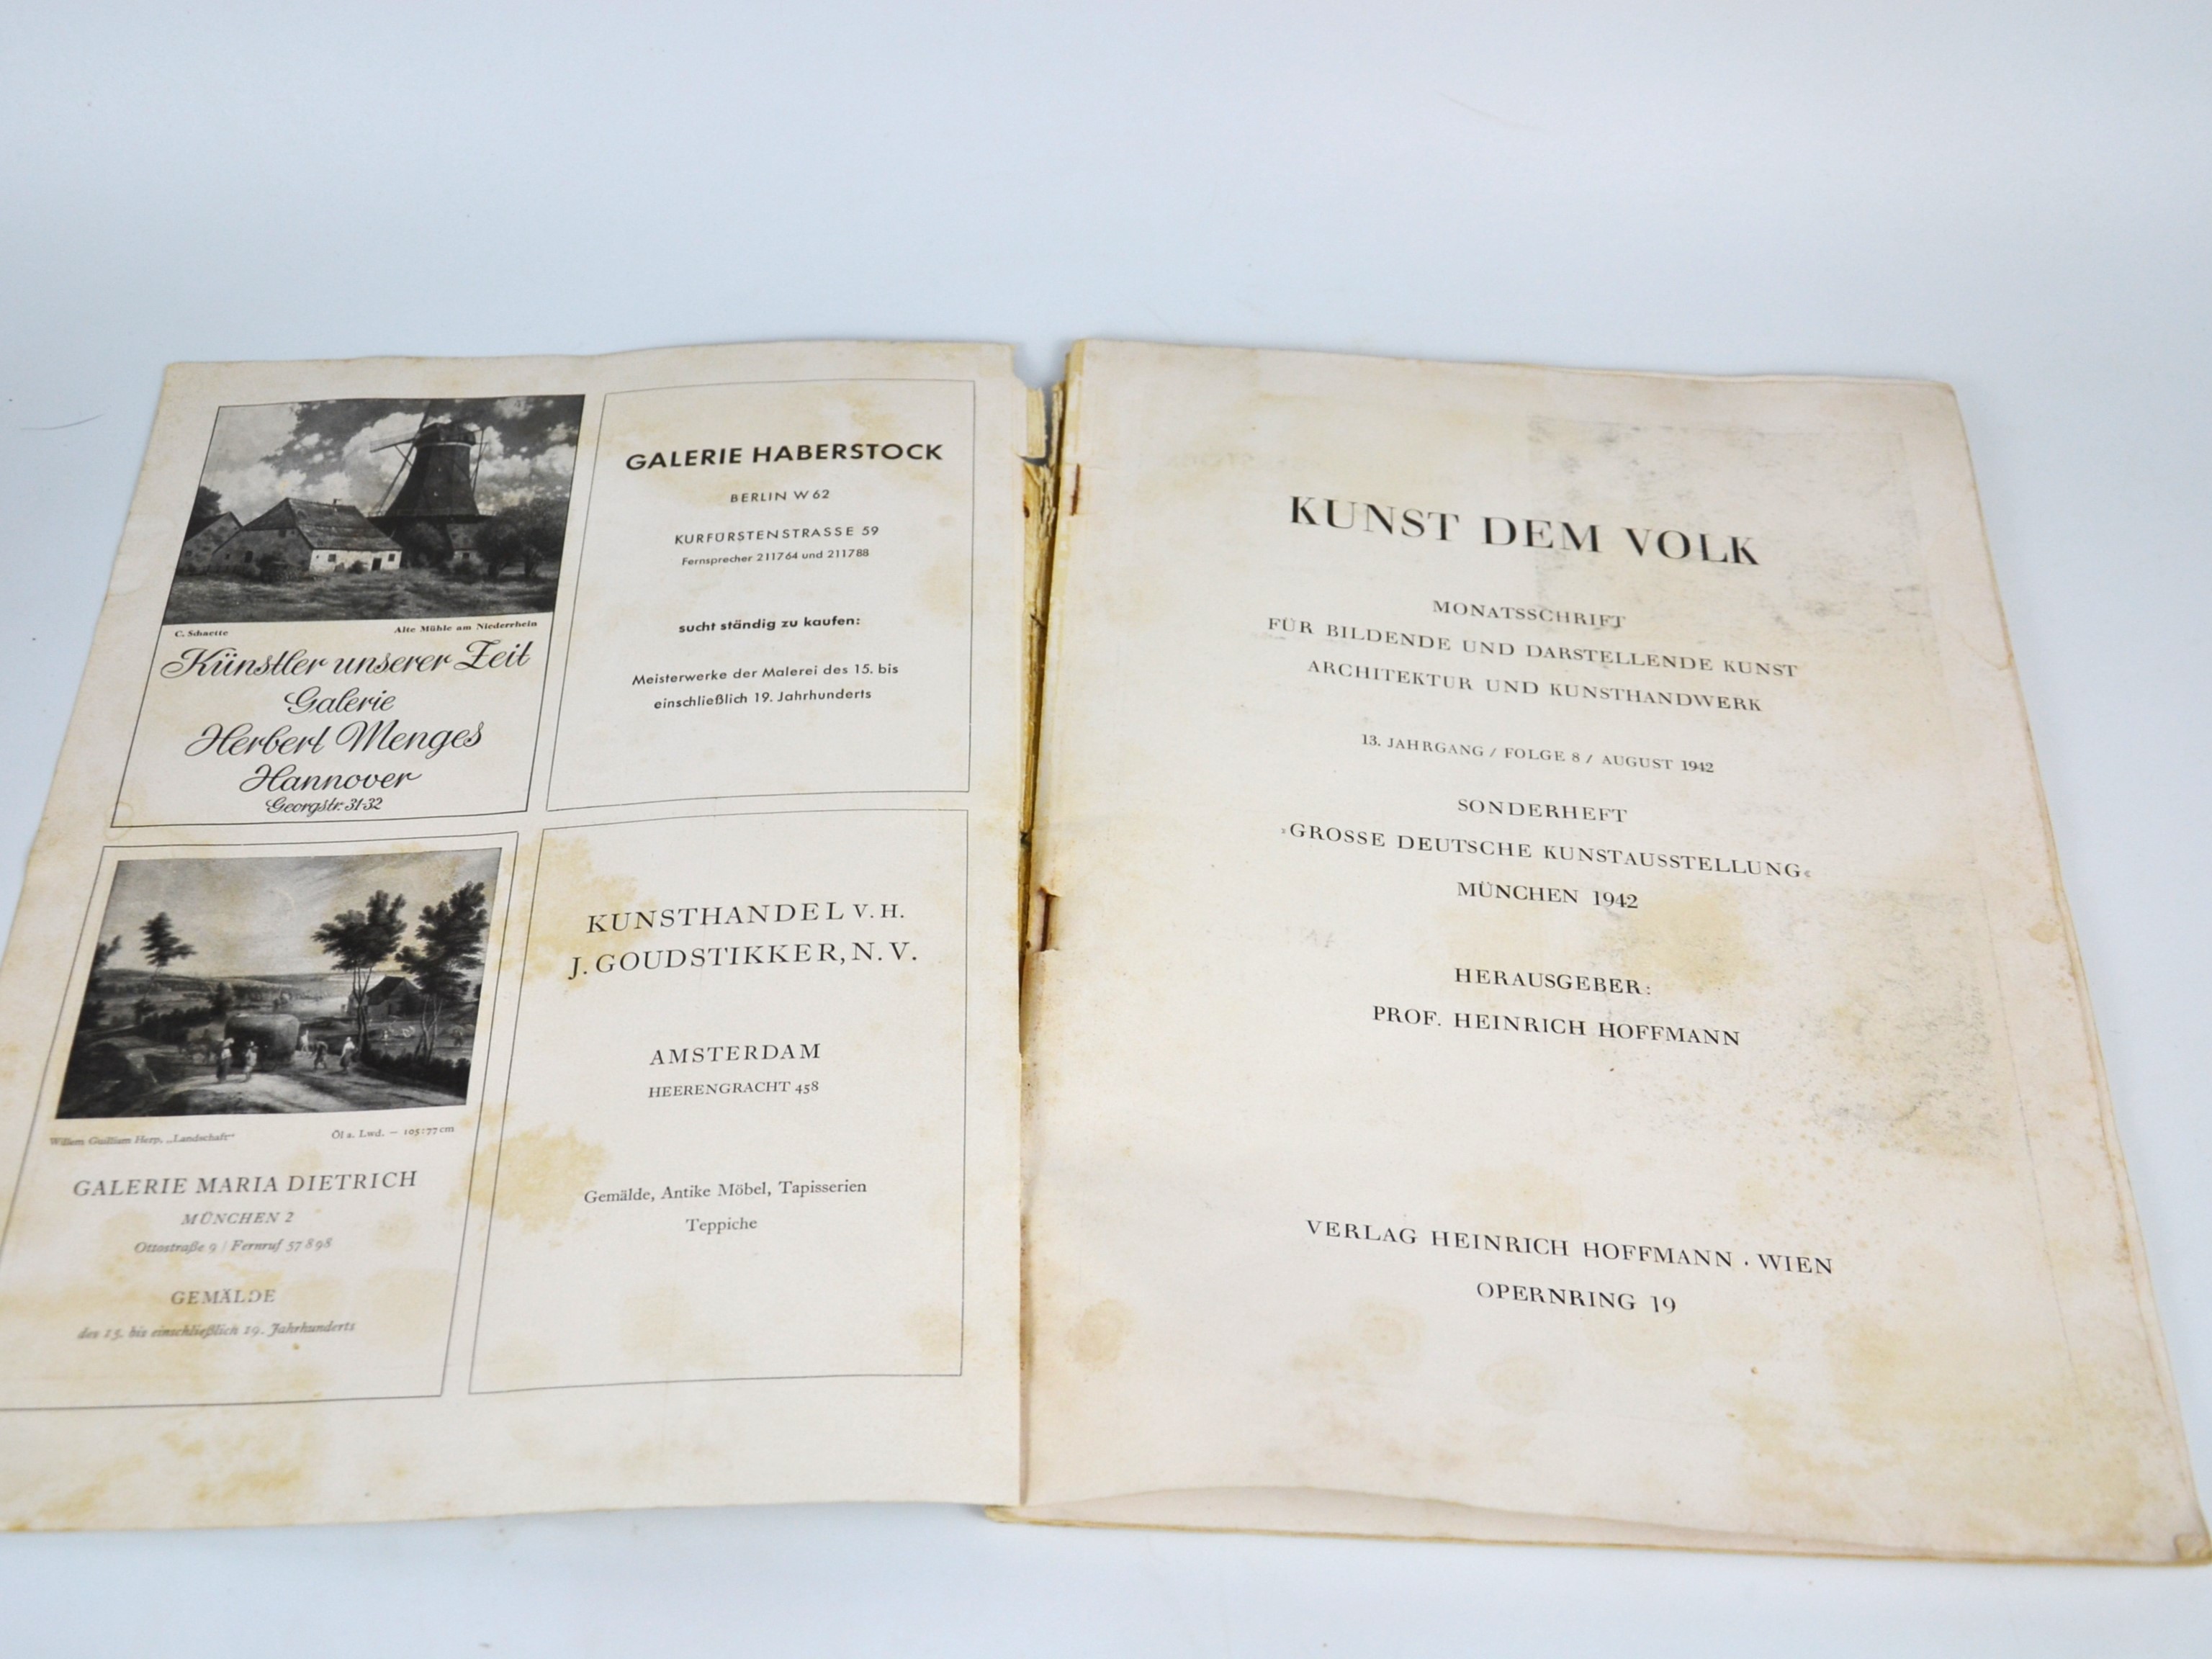 C. Schaette
Alte Mühle am Niederrhein
Künstler unserer Zeit
Galerie
Herbert Menges
Hannover
Georgstr. 31-32
GALERIE HABERSTOCK
BERLIN W 62
KURFÜRSTENSTRASSE 59
Fernsprecher 211764 und 211788
sucht ständig zu kaufen:
Meisterwerke der Malerei des 15. bis
einschließlich 19. Jahrhunderts
Willem Guillium Herp, „Landschaft“
Öl a. Lwd. — 105:77 cm
GALERIE MARIA DIETRICH
MÜNCHEN 2
Ottostraße 9 / Fernruf 57898
GEMÄLDE
des 15. bis einschließlich 19. Jahrhunderts
KUNSTHANDEL V. H.
J. GOUDSTIKKER, N. V.
AMSTERDAM
HEERENGRACHT 458
Gemälde, Antike Möbel, Tapisserien
Teppiche
KUNST DEM VOLK
MONATSSCHRIFT
FÜR BILDENDE UND DARSTELLENDE KUNST
ARCHITEKTUR UND KUNSTHANDWERK
13. JAHRGANG / FOLGE 8 / AUGUST 1942
SONDERHEFT
»GROSSE DEUTSCHE KUNSTAUSSTELLUNG«
MÜNCHEN 1942
HERAUSGEBER:
PROF. HEINRICH HOFFMANN
VERLAG HEINRICH HOFFMANN · WIEN
OPERNRING 19